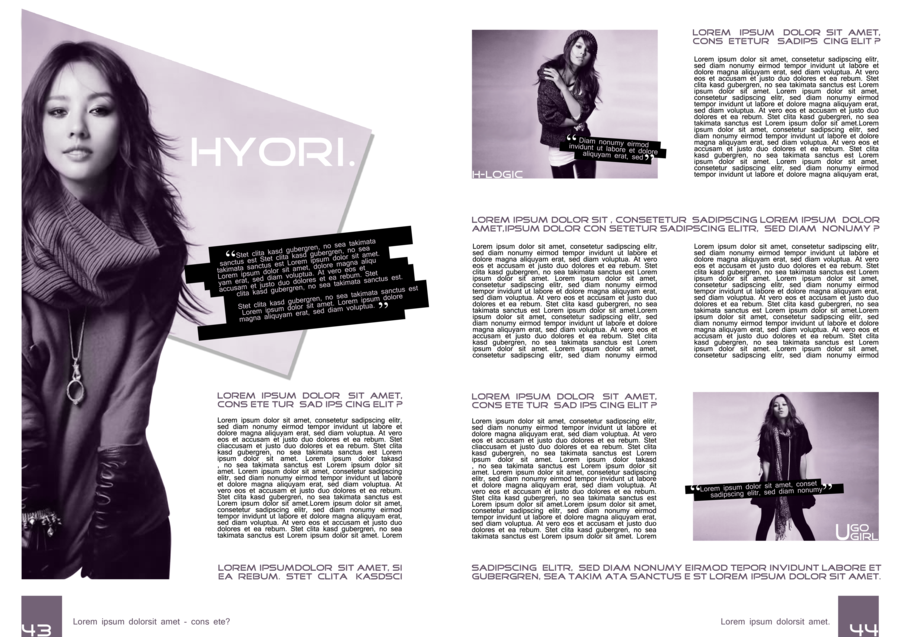 HYORI.
“Stet clita kasd gubergren, no sea takimata
sanctus est Stet clita kasd gubergren, no sea
takimata sanctus est Lorem ipsum dolor sit amet.
Lorem ipsum dolor sit amet, dolore magna aliqu
yam erat, sed diam voluptua. At vero eos et
accusam et justo duo dolores et ea rebum. Stet
clita kasd gubergren, no sea takimata sanctus est.
Stet clita kasd gubergren, no sea takimata sanctus est
Lorem ipsum dolor sit amet. Lorem ipsum dolore
magna aliquyam erat, sed diam voluptua. ”
LOREM IPSUM DOLOR SIT AMET,
CONS ETE TUR SAD IPS CING ELIT ?
Lorem ipsum dolor sit amet, consetetur sadipscing elitr,
sed diam nonumy eirmod tempor invidunt ut labore et
dolore magna aliquyam erat, sed diam voluptua. At vero
eos et accusam et justo duo dolores et ea rebum. Stet
cliaccusam et justo duo dolores et ea rebum. Stet clita
kasd gubergren, no sea takimata sanctus est Lorem
ipsum dolor sit amet. Lorem ipsum dolor takasd
, no sea takimata sanctus est Lorem ipsum dolor sit
amet. Lorem ipsum dolor sit amet, consetetur sadipscing
elitr, sed diam nonumy eirmod tempor invidunt ut labore
et dolore magna aliquyam erat, sed diam voluptua. At
vero eos et accusam et justo duo dolores et ea rebum.
Stet clita kasd gubergren, no sea takimata sanctus est
Lorem ipsum dolor sit amet. Lorem ipsum dolor sit amet,
consetetur sadipscing elitr, sed diam nonumy eirmod
tempor invidunt ut labore et dolore magna aliquyam erat,
sed diam voluptua. At vero eos et accusam et justo duo
dolores et ea rebum. Stet clita kasd gubergren, no sea
takimata sanctus est Lorem ipsum dolor sit amet. Lorem
LOREM IPSUMDOLOR SIT AMET, SI
EA REBUM. STET CLITA KASDSCI
43
Lorem ipsum dolorsit amet - cons ete?
“ Diam nonumy eirmod
invidunt ut labore et dolore
aliquyam erat, sed ”
H-LOGIC
LOREM IPSUM DOLOR SIT AMET,
CONS ETETUR SADIPS CING ELIT ?
Lorem ipsum dolor sit amet, consetetur sadipscing elitr,
sed diam nonumy eirmod tempor invidunt ut labore et
dolore magna aliquyam erat, sed diam voluptua. At vero
eos et accusam et justo duo dolores et ea rebum. Stet
clita kasd gubergren, no sea takimata sanctus est Lorem
ipsum dolor sit amet. Lorem ipsum dolor sit amet,
consetetur sadipscing elitr, sed diam nonumy eirmod
tempor invidunt ut labore et dolore magna aliquyam erat,
sed diam voluptua. At vero eos et accusam et justo duo
dolores et ea rebum. Stet clita kasd gubergren, no sea
takimata sanctus est Lorem ipsum dolor sit amet.Lorem
ipsum dolor sit amet, consetetur sadipscing elitr, sed
diam nonumy eirmod tempor invidunt ut labore et dolore
magna aliquyam erat, sed diam voluptua. At vero eos et
accusam et justo duo dolores et ea rebum. Stet clita
kasd gubergren, no sea takimata sanctus est Lorem
ipsum dolor sit amet. Lorem ipsum dolor sit amet,
consetetur sadipscing elitr, sed diam nonumy eirmod
tempor invidunt ut labore et dolore magna aliquyam erat,
LOREM IPSUM DOLOR SIT , CONSETETUR SADIPSCING LOREM IPSUM DOLOR
AMET.IPSUM DOLOR CON SETETUR SADIPSCING ELITR, SED DIAM NONUMY ?
Lorem ipsum dolor sit amet, consetetur sadipscing elitr,
sed diam nonumy eirmod tempor invidunt ut labore et
dolore magna aliquyam erat, sed diam voluptua. At vero
eos et accusam et justo duo dolores et ea rebum. Stet
clita kasd gubergren, no sea takimata sanctus est Lorem
ipsum dolor sit amet. Lorem ipsum dolor sit amet,
consetetur sadipscing elitr, sed diam nonumy eirmod
tempor invidunt ut labore et dolore magna aliquyam erat,
sed diam voluptua. At vero eos et accusam et justo duo
dolores et ea rebum. Stet clita kasd gubergren, no sea
takimata sanctus est Lorem ipsum dolor sit amet.Lorem
ipsum dolor sit amet, consetetur sadipscing elitr, sed
diam nonumy eirmod tempor invidunt ut labore et dolore
magna aliquyam erat, sed diam voluptua. At vero eos et
accusam et justo duo dolores et ea rebum. Stet clita
kasd gubergren, no sea takimata sanctus est Lorem
ipsum dolor sit amet. Lorem ipsum dolor sit amet,
consetetur sadipscing elitr, sed diam nonumy eirmod
Lorem ipsum dolor sit amet, consetetur sadipscing elitr,
sed diam nonumy eirmod tempor invidunt ut labore et
dolore magna aliquyam erat, sed diam voluptua. At vero
eos et accusam et justo duo dolores et ea rebum. Stet
clita kasd gubergren, no sea takimata sanctus est Lorem
ipsum dolor sit amet. Lorem ipsum dolor sit amet,
consetetur sadipscing elitr, sed diam nonumy eirmod
tempor invidunt ut labore et dolore magna aliquyam erat,
sed diam voluptua. At vero eos et accusam et justo duo
dolores et ea rebum. Stet clita kasd gubergren, no sea
takimata sanctus est Lorem ipsum dolor sit amet.Lorem
ipsum dolor sit amet, consetetur sadipscing elitr, sed
diam nonumy eirmod tempor invidunt ut labore et dolore
magna aliquyam erat, sed diam voluptua. At vero eos et
accusam et justo duo dolores et ea rebum. Stet clita
kasd gubergren, no sea takimata sanctus est Lorem
ipsum dolor sit amet. Lorem ipsum dolor sit amet,
consetetur sadipscing elitr, sed diam nonumy eirmod
LOREM IPSUM DOLOR SIT AMET,
CONS ETE TUR SADIPS CING ELIT ?
Lorem ipsum dolor sit amet, consetetur sadipscing elitr,
sed diam nonumy eirmod tempor invidunt ut labore et
dolore magna aliquyam erat, sed diam voluptua. At vero
eos et accusam et justo duo dolores et ea rebum. Stet
cliaccusam et justo duo dolores et ea rebum. Stet clita
kasd gubergren, no sea takimata sanctus est Lorem
ipsum dolor sit amet. Lorem ipsum dolor takasd
, no sea takimata sanctus est Lorem ipsum dolor sit
amet. Lorem ipsum dolor sit amet, consetetur sadipscing
elitr, sed diam nonumy eirmod tempor invidunt ut labore
et dolore magna aliquyam erat, sed diam voluptua. At
vero eos et accusam et justo duo dolores et ea rebum.
Stet clita kasd gubergren, no sea takimata sanctus est
Lorem ipsum dolor sit amet. Lorem ipsum dolor sit amet,
consetetur sadipscing elitr, sed diam nonumy eirmod
tempor invidunt ut labore et dolore magna aliquyam erat,
sed diam voluptua. At vero eos et accusam et justo duo
dolores et ea rebum. Stet clita kasd gubergren, no sea
takimata sanctus est Lorem ipsum dolor sit amet. Lorem
“Lorem ipsum dolor sit amet, conset
sadipscing elitr, sed diam nonumy”
U GO
GIRL
SADIPSCING ELITR, SED DIAM NONUMY EIRMOD TEPOR INVIDUNT LABORE ET
GUBERGREN, SEA TAKIM ATA SANCTUS E ST LOREM IPSUM DOLOR SIT AMET.
Lorem ipsum dolorsit amet.
44